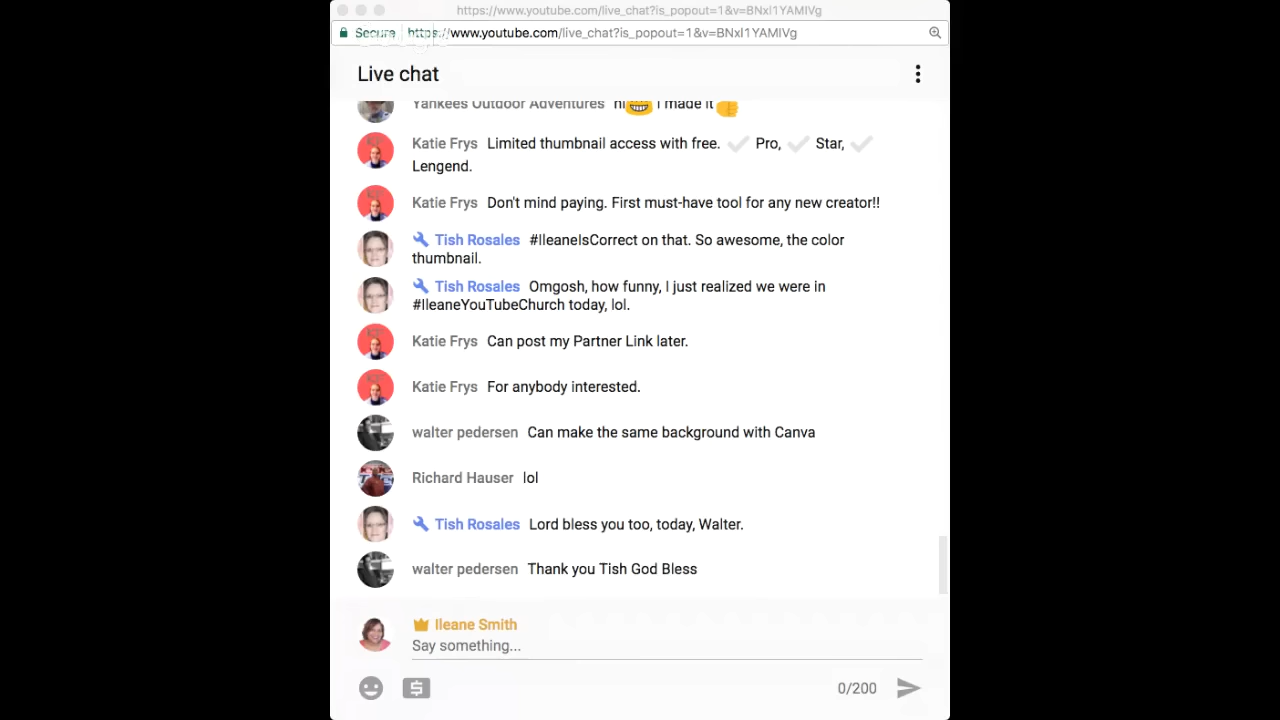 https://www.youtube.com/live_chat?is_popout=1&v=BNxl1YAMIVg
Secure https://www.youtube.com/live_chat?is_popout=1&v=BNxl1YAMIVg
Live chat
Yankees Outdoor Adventures hi😁 I made it👍
Katie Frys Limited thumbnail access with free. ✔ Pro, ✔ Star, ✔
Lengend.
Katie Frys Don't mind paying. First must-have tool for any new creator!!
Tish Rosales #IleaneIsCorrect on that. So awesome, the color
thumbnail.
Tish Rosales Omgosh, how funny, I just realized we were in
#IleaneYouTubeChurch today, lol.
Katie Frys Can post my Partner Link later.
Katie Frys For anybody interested.
walter pedersen Can make the same background with Canva
Richard Hauser lol
Tish Rosales Lord bless you too, today, Walter.
walter pedersen Thank you Tish God Bless
Ileane Smith
Say something...
0/200